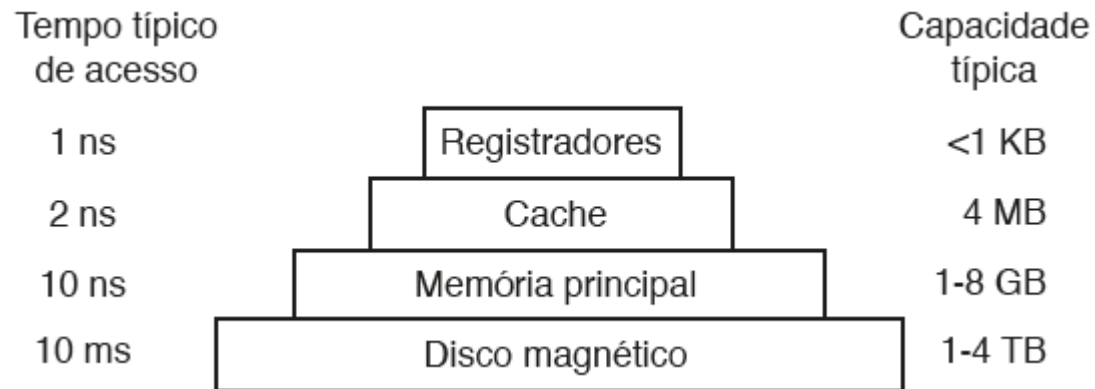 Tempo típico
de acesso
Capacidade
típica
1 ns Registradores <1 KB
2 ns Cache 4 MB
10 ns Memória principal 1-8 GB
10 ms Disco magnético 1-4 TB